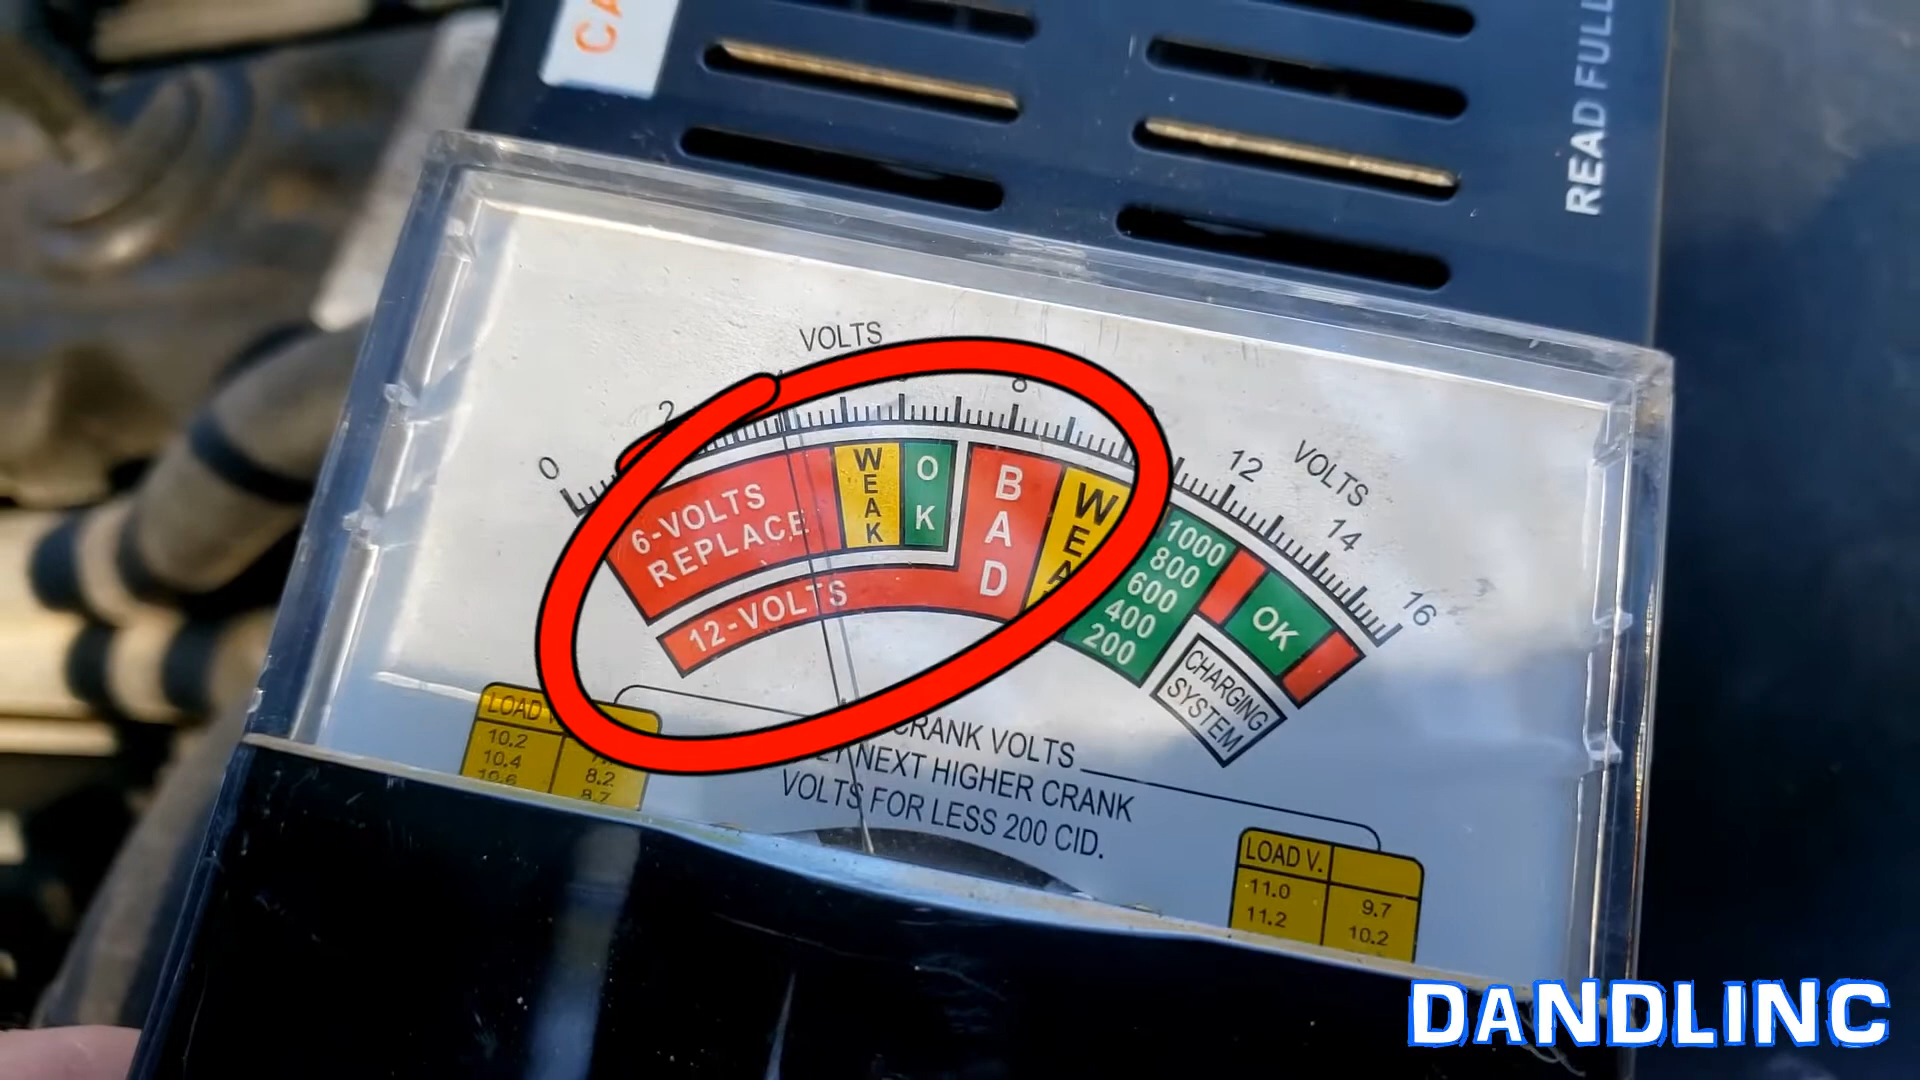 CA
READ FULL
VOLTS
0
2
8
12
VOLTS
14
16
6-VOLTS
REPLACE
WEAK
OK
BAD
WEA
12-VOLTS
1000
800
600
400
200
OK
CHARGING
SYSTEM
LOAD
10.2
10.4
10.6
8.2
8.7
CRANK VOLTS
NEXT HIGHER CRANK
VOLTS FOR LESS 200 CID.
LOAD V.
11.0
9.7
11.2
10.2
DANDLINC